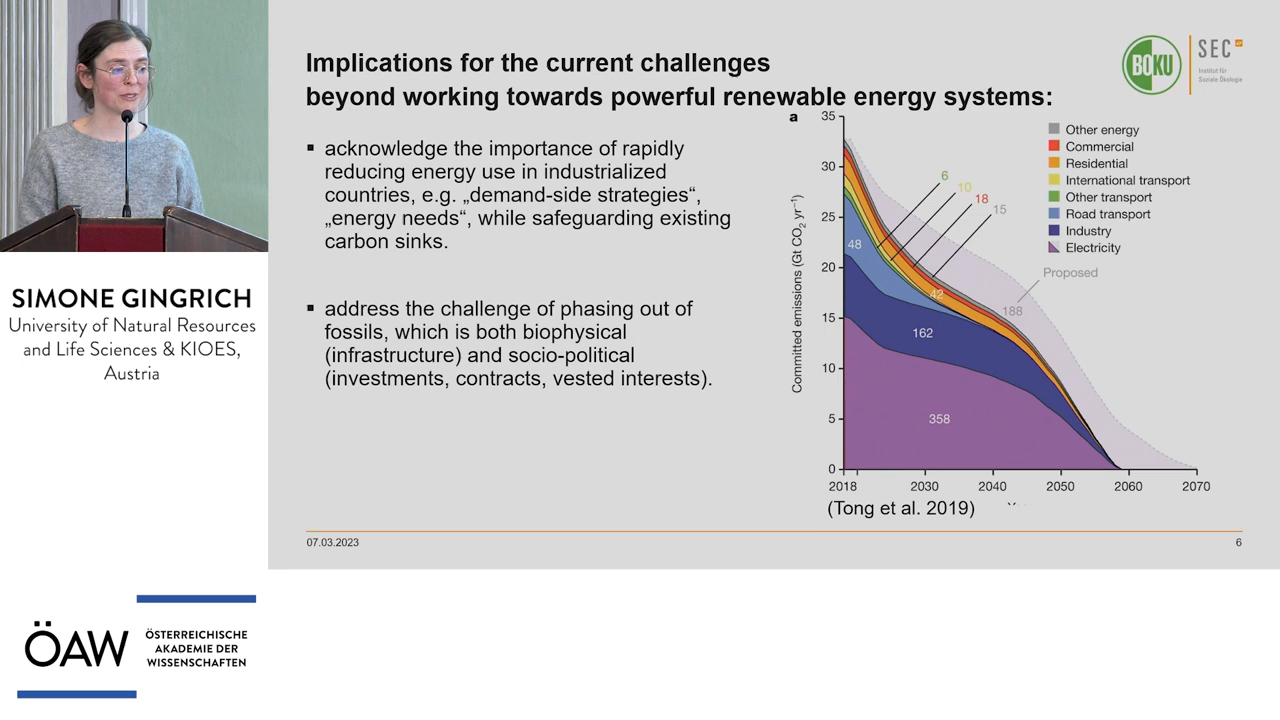 Implications for the current challenges
beyond working towards powerful renewable energy systems:
BOKU
SEC
Institut für
Soziale Ökologie
▪ acknowledge the importance of rapidly
reducing energy use in industrialized
countries, e.g. „demand-side strategies“,
„energy needs“, while safeguarding existing
carbon sinks.
▪ address the challenge of phasing out of
fossils, which is both biophysical
(infrastructure) and socio-political
(investments, contracts, vested interests).
a
Committed emissions (Gt CO₂ yr⁻¹)
35
30
25
20
15
10
5
0
2018
2030
2040
2050
2060
2070
Other energy
Commercial
Residential
International transport
Other transport
Road transport
Industry
Electricity
Proposed
6
10
18
15
48
42
188
162
358
(Tong et al. 2019)
07.03.2023
6
SIMONE GINGRICH
University of Natural Resources
and Life Sciences & KIOES,
Austria
ÖAW
ÖSTERREICHISCHE
AKADEMIE DER
WISSENSCHAFTEN